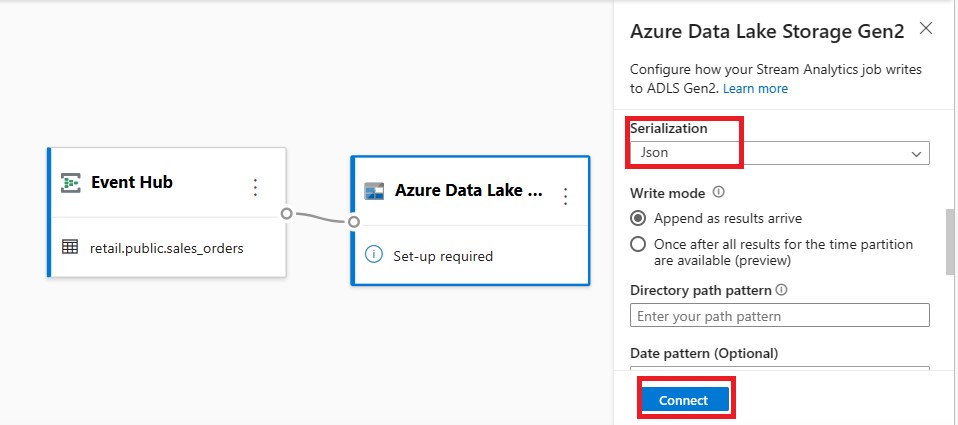 Event Hub
retail.public.sales_orders
Azure Data Lake ...
Set-up required
Azure Data Lake Storage Gen2
Configure how your Stream Analytics job writes
to ADLS Gen2. Learn more
Serialization
Json
Write mode
Append as results arrive
Once after all results for the time partition
are available (preview)
Directory path pattern
Enter your path pattern
Date pattern (Optional)
Connect